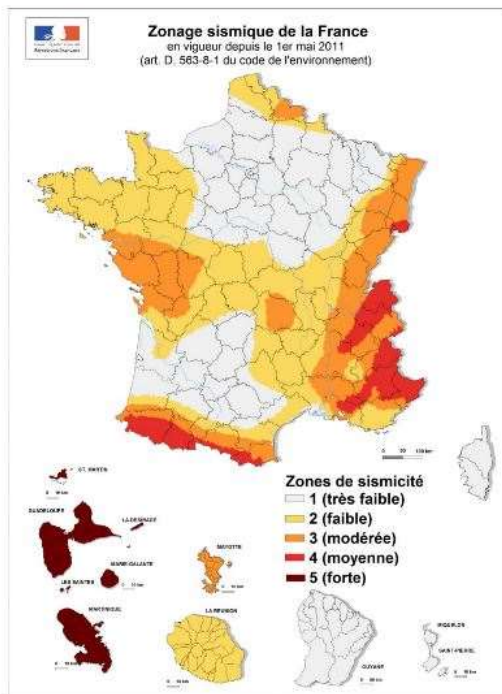 Zonage sismique de la France
en vigueur depuis le 1er mai 2011
(art. D. 563-8-1 du code de l'environnement)
Zones de sismicité
1 (très faible)
2 (faible)
3 (modérée)
4 (moyenne)
5 (forte)
ST. MARTIN
GUADELOUPE
LA DESIRADE
MARIE-GALANTE
LES SAINTES
MARTINIQUE
MAYOTTE
LA REUNION
GUYANE
MIQUELON
SAINT-PIERRE